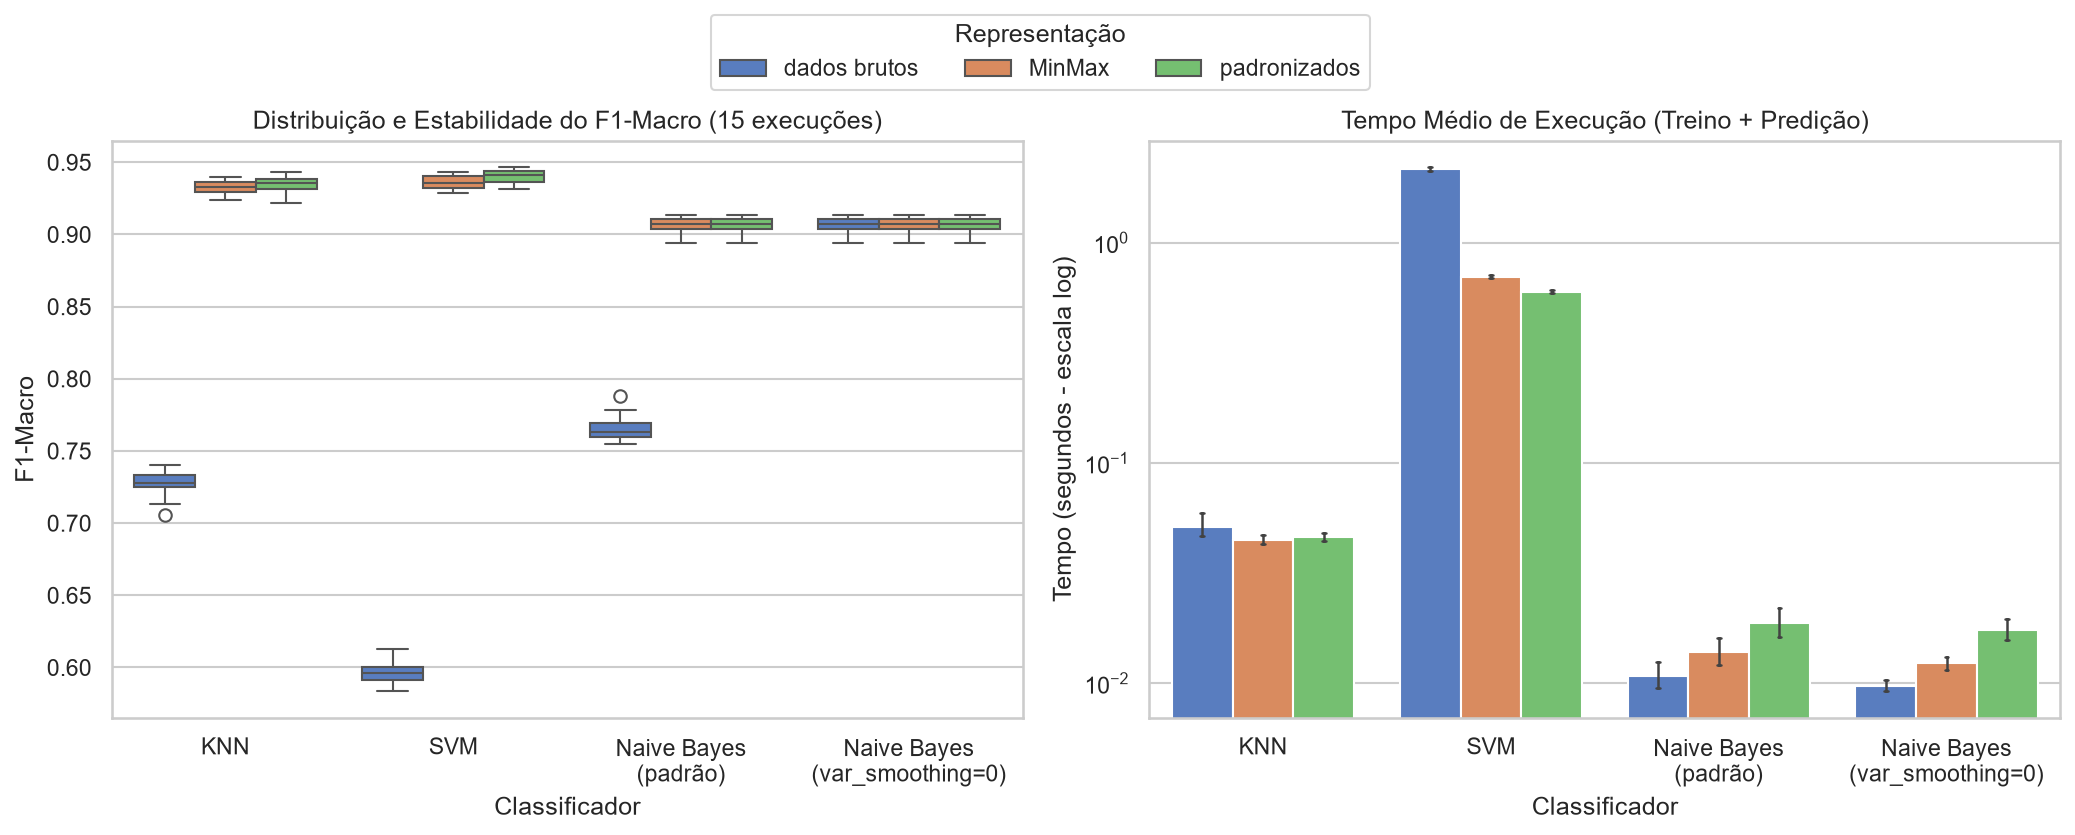 Representação
dados brutos MinMax padronizados
Distribuição e Estabilidade do F1-Macro (15 execuções)
F1-Macro
0.95
0.90
0.85
0.80
0.75
0.70
0.65
0.60
KNN SVM Naive Bayes Naive Bayes
(padrão) (var_smoothing=0)
Classificador
Tempo Médio de Execução (Treino + Predição)
Tempo (segundos - escala log)
10⁰
10⁻¹
10⁻²
KNN SVM Naive Bayes Naive Bayes
(padrão) (var_smoothing=0)
Classificador